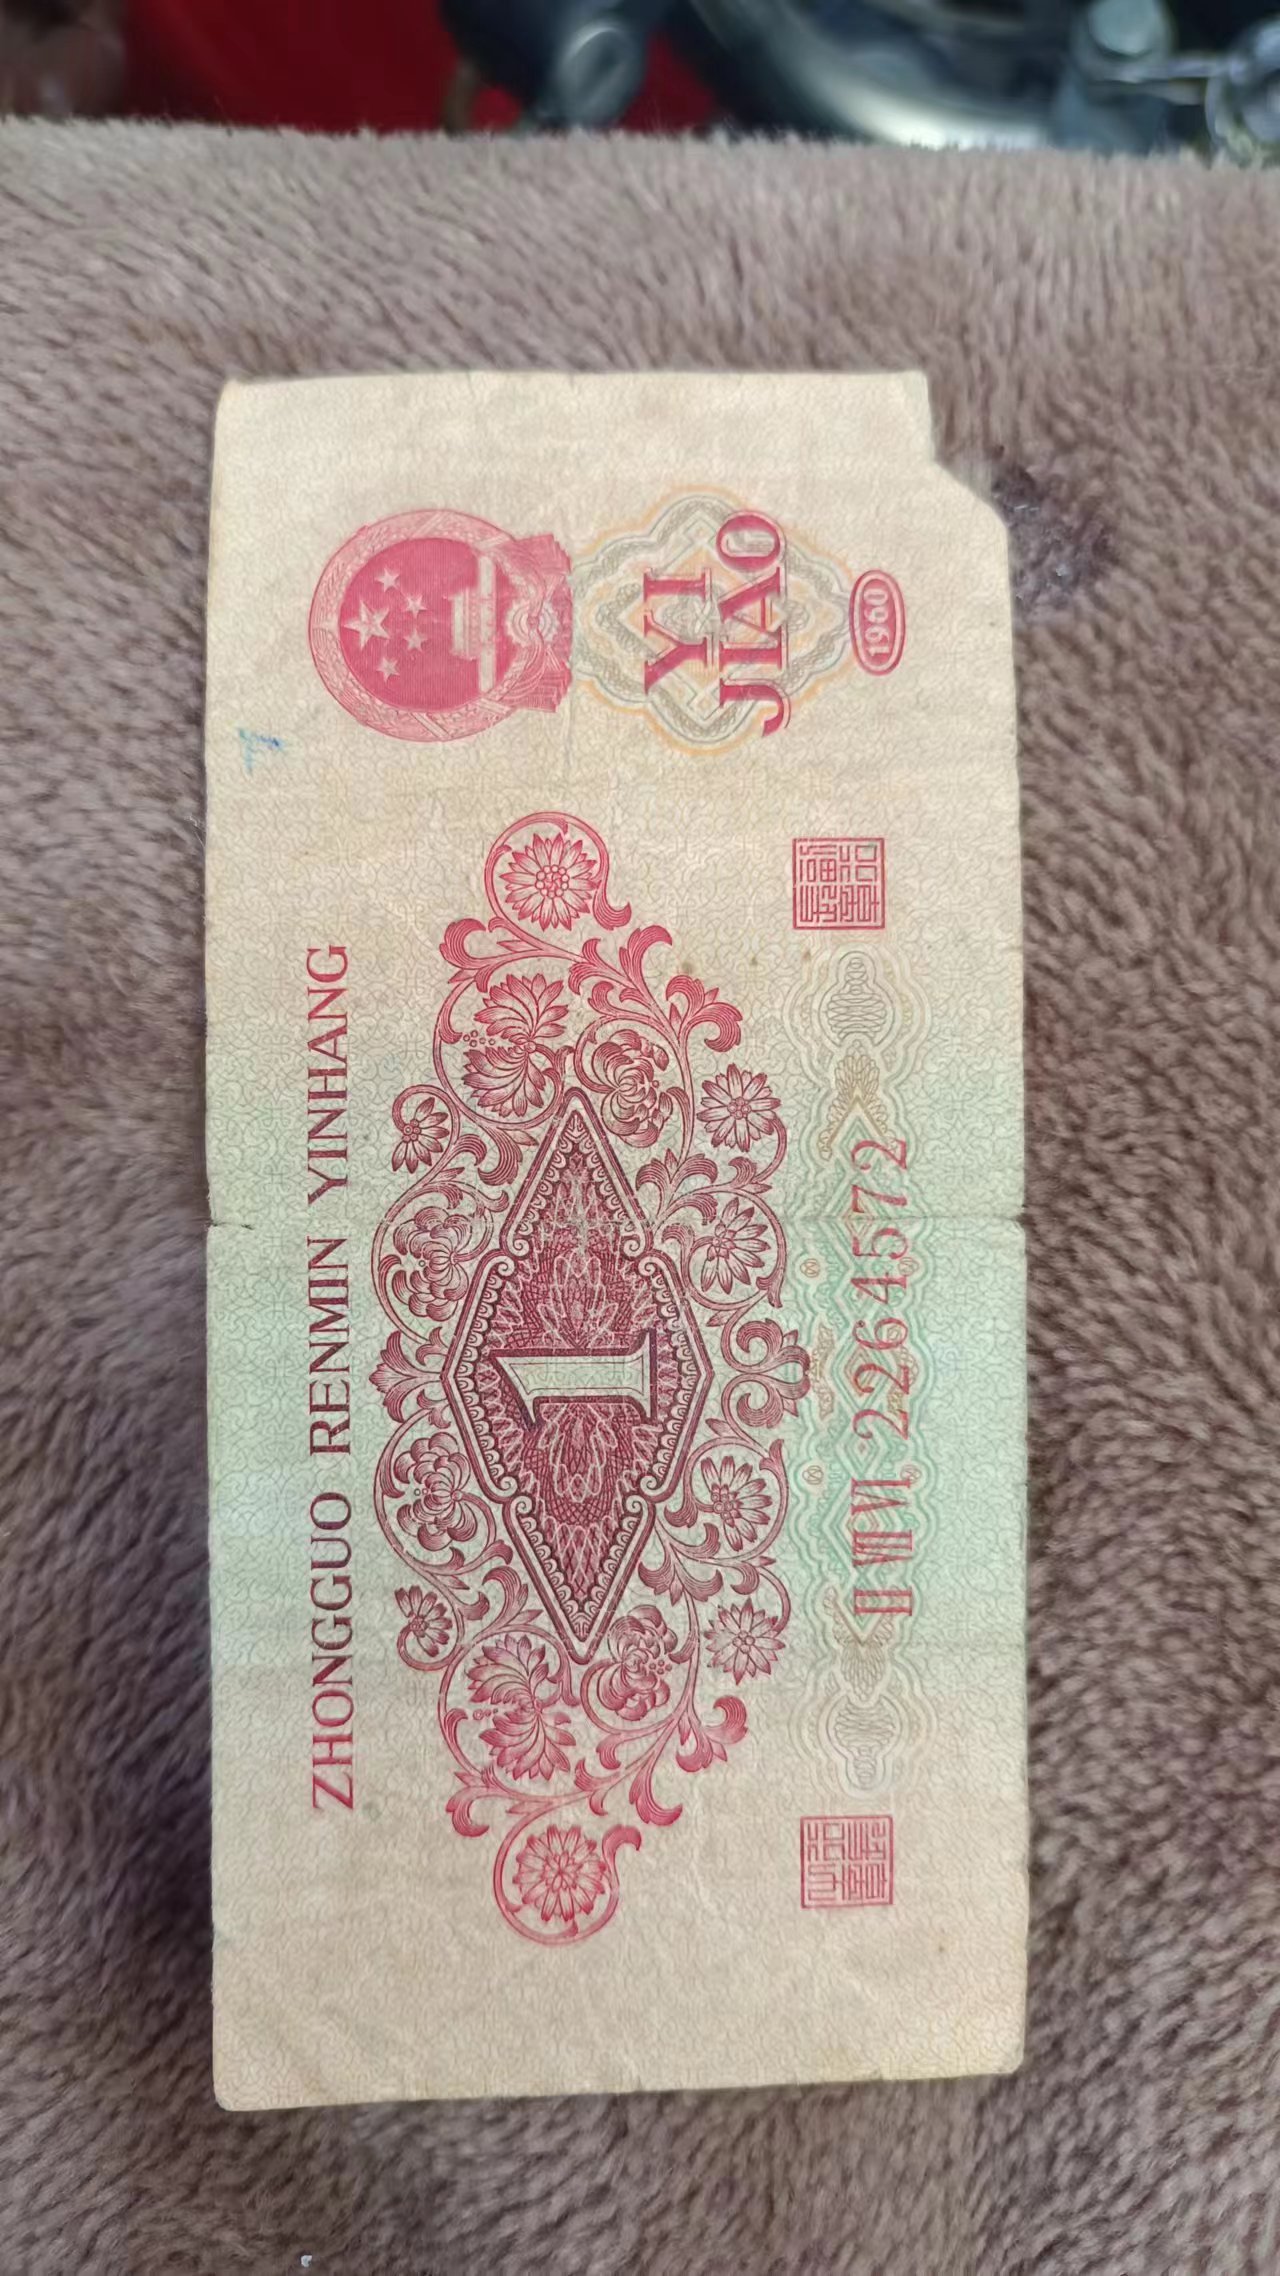 ZHONGGUO RENMIN YINHANG
YI
JIAO
1
1960
II VIII VI 2264572